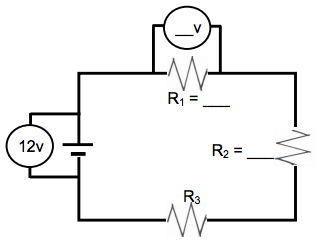 __v
R₁ = ___
12v
R₂ = ___
R₃